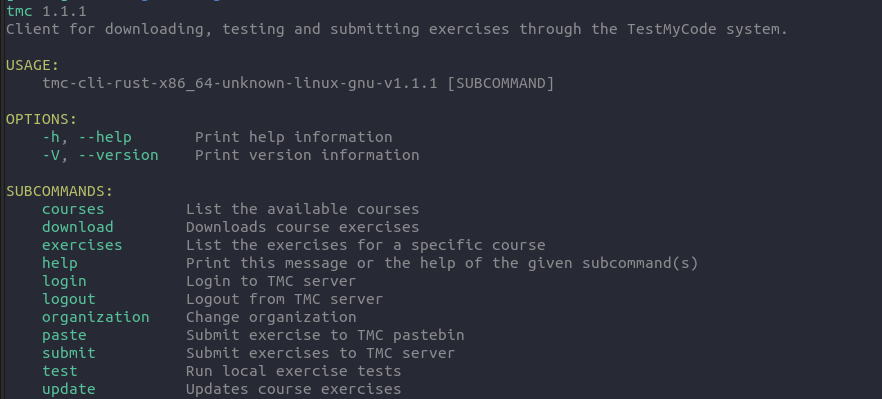 tmc 1.1.1
Client for downloading, testing and submitting exercises through the TestMyCode system.
USAGE:
tmc-cli-rust-x86_64-unknown-linux-gnu-v1.1.1 [SUBCOMMAND]
OPTIONS:
-h, --help       Print help information
-V, --version    Print version information
SUBCOMMANDS:
courses         List the available courses
download        Downloads course exercises
exercises       List the exercises for a specific course
help            Print this message or the help of the given subcommand(s)
login           Login to TMC server
logout          Logout from TMC server
organization    Change organization
paste           Submit exercise to TMC pastebin
submit          Submit exercises to TMC server
test            Run local exercise tests
update          Updates course exercises